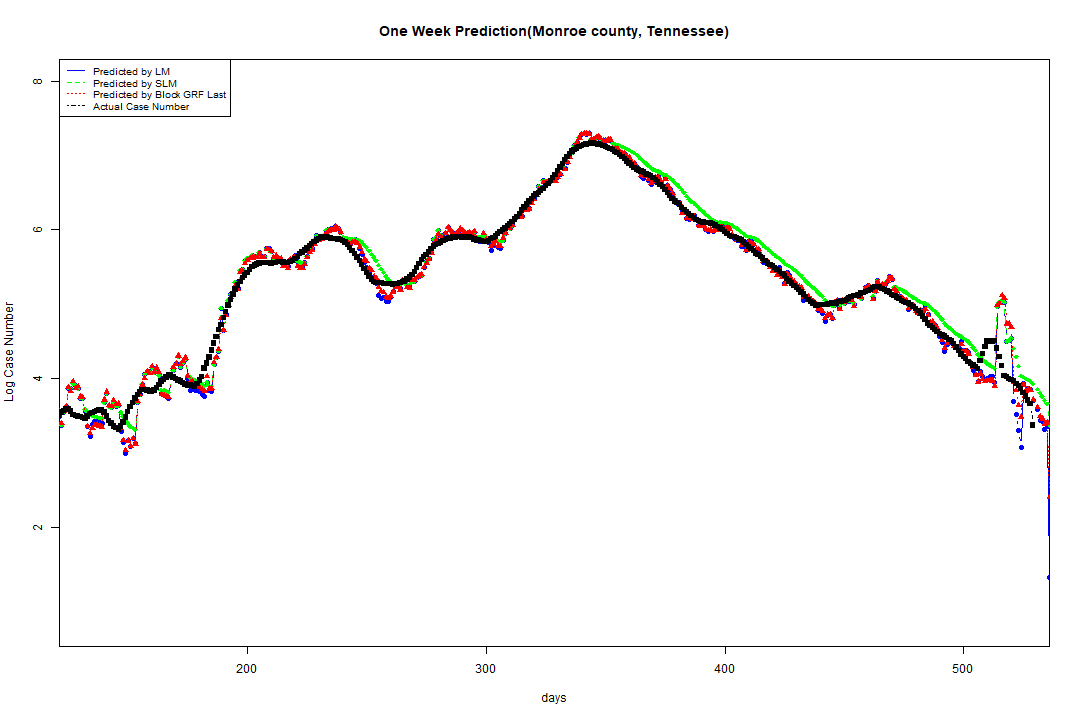 One Week Prediction(Monroe county, Tennessee)
Predicted by LM
Predicted by SLM
Predicted by Block GRF Last
Actual Case Number
8
6
4
2
Log Case Number
200
300
400
500
days